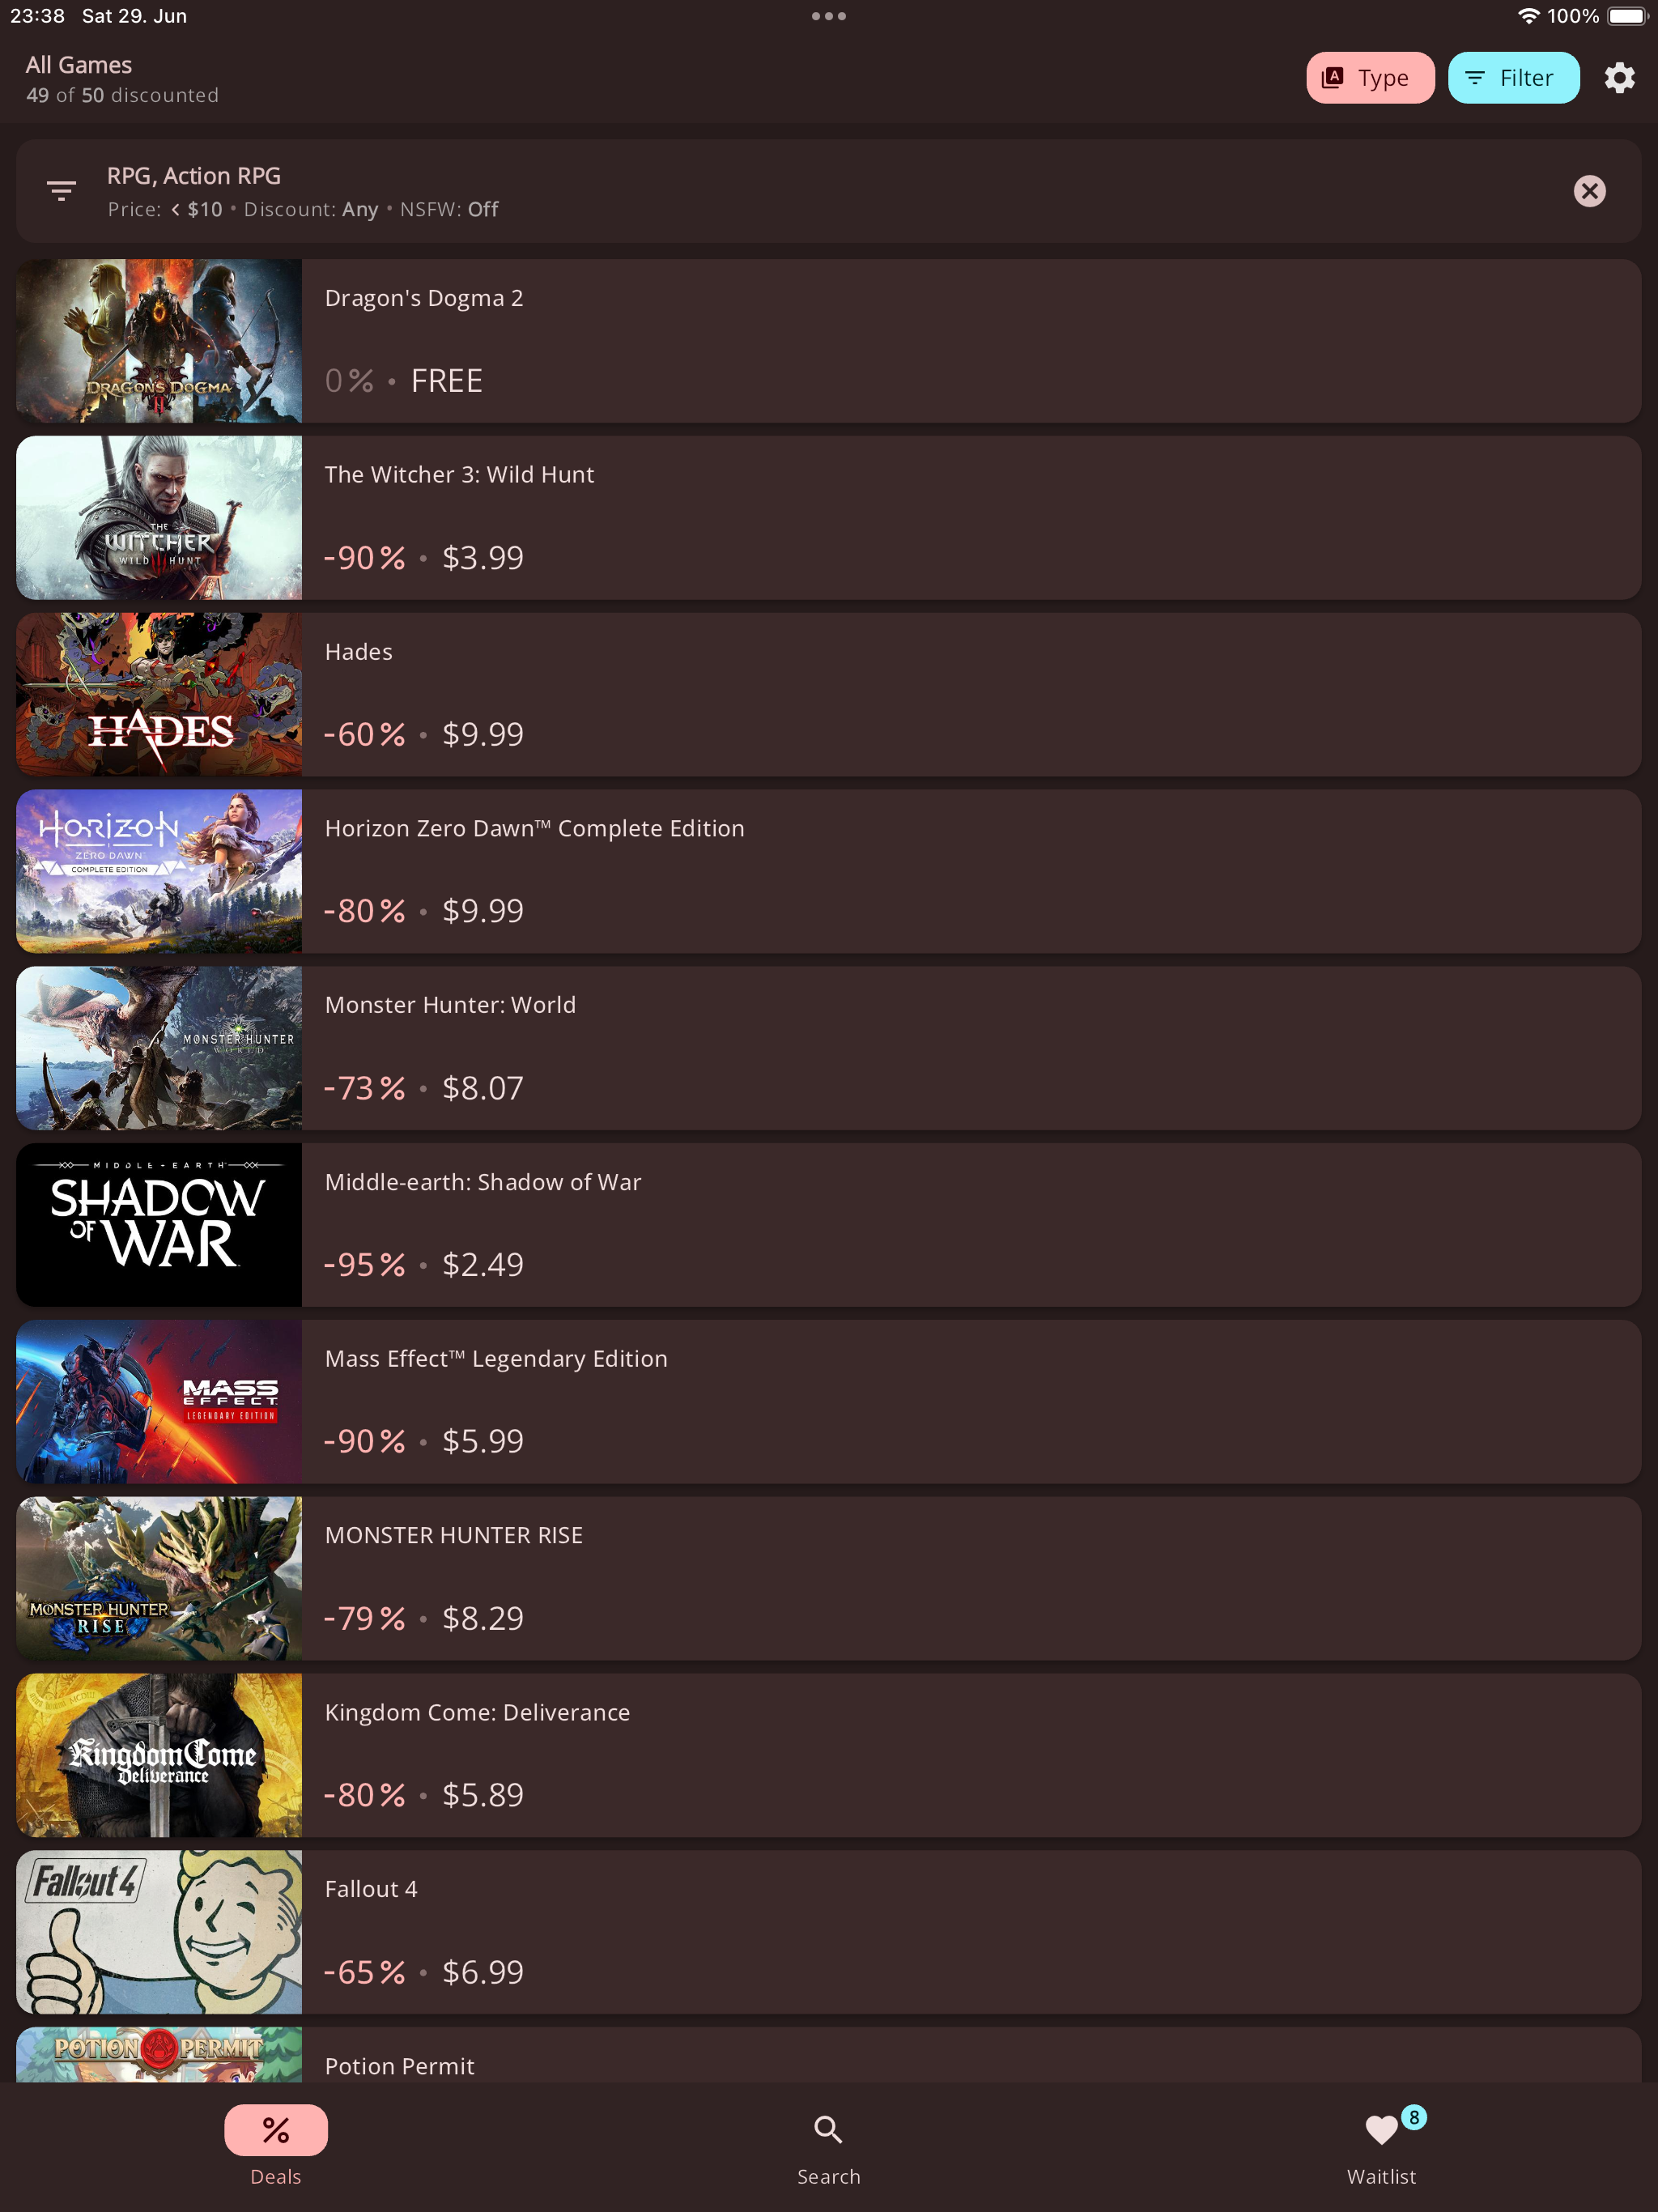 23:38 Sat 29. Jun
100%
All Games
49 of 50 discounted
Type
Filter
RPG, Action RPG
Price: < $10 • Discount: Any • NSFW: Off
DRAGON'S DOGMA
II
Dragon's Dogma 2
0% • FREE
THE
WITCHER
WILD HUNT
The Witcher 3: Wild Hunt
-90% • $3.99
HADES
Hades
-60% • $9.99
HORIZON
ZERO DAWN
COMPLETE EDITION
Horizon Zero Dawn™ Complete Edition
-80% • $9.99
MONSTER HUNTER
WORLD
Monster Hunter: World
-73% • $8.07
MIDDLE-EARTH
SHADOW
OF WAR
Middle-earth: Shadow of War
-95% • $2.49
MASS
EFFECT
LEGENDARY EDITION
Mass Effect™ Legendary Edition
-90% • $5.99
MONSTER HUNTER
RISE
MONSTER HUNTER RISE
-79% • $8.29
Kingdom Come
Deliverance
Kingdom Come: Deliverance
-80% • $5.89
Fallout 4
Fallout 4
-65% • $6.99
POTION PERMIT
Potion Permit
8
Deals
Search
Waitlist